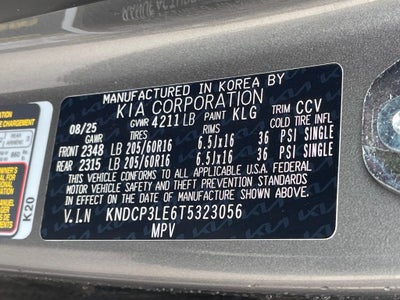 MANUFACTURED IN KOREA BY
KIA CORPORATION
08/25 GVWR 4211 LB PAINT KLG TRIM CCV
GAWR TIRES RIMS COLD TIRE INFL.
FRONT 2348 LB 205/60R16 6.5Jx16 36 PSI SINGLE
REAR 2315 LB 205/60R16 6.5Jx16 36 PSI SINGLE
THIS VEHICLE CONFORMS TO ALL APPLICABLE U.S.A. FEDERAL
MOTOR VEHICLE SAFETY STANDARDS IN EFFECT ON THE
DATE OF MANUFACTURE SHOWN ABOVE.
V.I.N KNDCP3LE6T5323056
MPV
REAR
K20